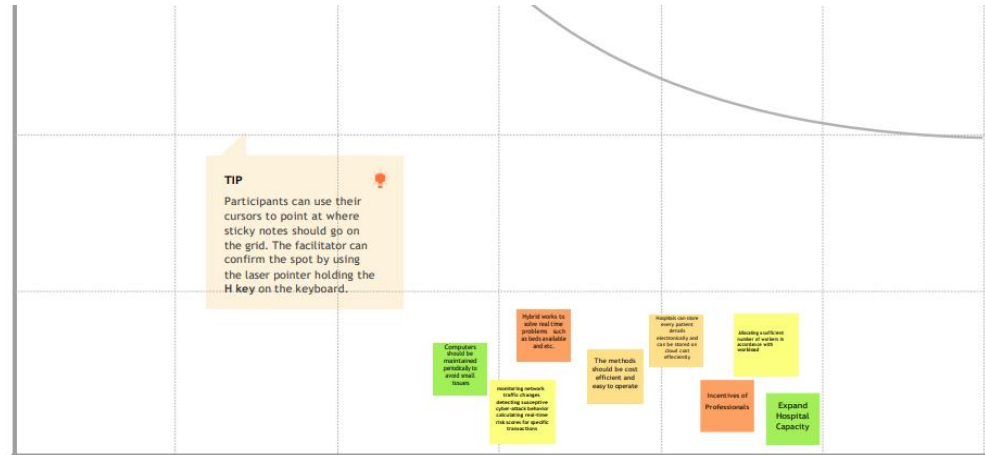 TIP
Participants can use their
cursors to point at where
sticky notes should go on
the grid. The facilitator can
confirm the spot by using
the laser pointer holding the
H key on the keyboard.
Computers
should be
maintained
periodically to
avoid small
issues
monitoring network
traffic changes
detecting susceptive
cyber-attack behavior
calculating real-time
risk scores for specific
transactions
Hybrid works to
solve real time
problems such
as beds available
and etc.
The methods
should be cost
efficient and
easy to operate
Hospitals can store
every patient
details
electronically and
can be stored on
cloud cost
effeciently
Allocating a sufficient
number of workers in
accordance with
workload
Incentives of
Professionals
Expand
Hospital
Capacity